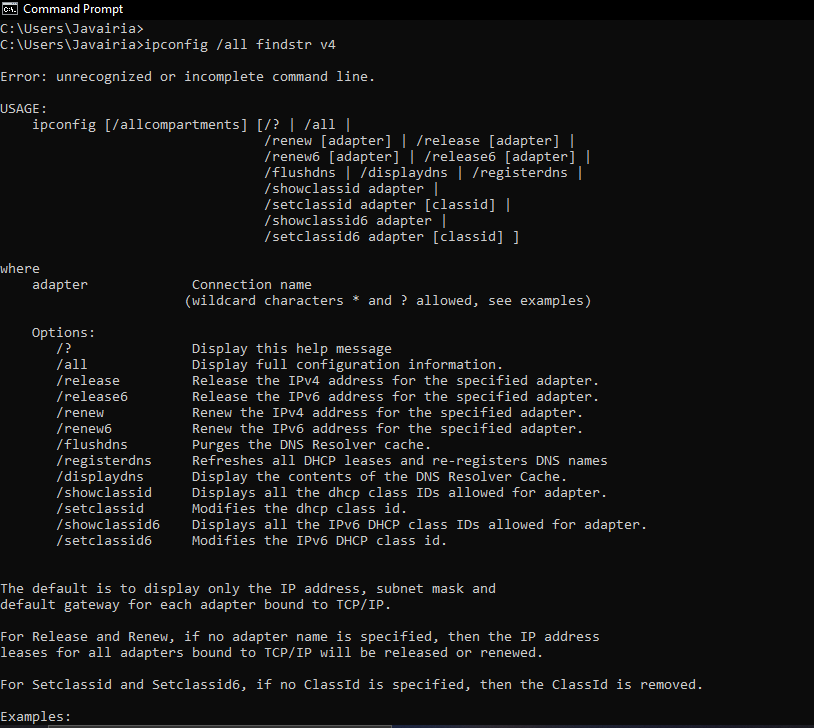 Command Prompt
C:\Users\Javairia>
C:\Users\Javairia>ipconfig /all findstr v4
Error: unrecognized or incomplete command line.
USAGE:
    ipconfig [/allcompartments] [/? | /all |
                                 /renew [adapter] | /release [adapter] |
                                 /renew6 [adapter] | /release6 [adapter] |
                                 /flushdns | /displaydns | /registerdns |
                                 /showclassid adapter |
                                 /setclassid adapter [classid] |
                                 /showclassid6 adapter |
                                 /setclassid6 adapter [classid] ]
where
    adapter             Connection name
                       (wildcard characters * and ? allowed, see examples)
    Options:
       /?               Display this help message
       /all             Display full configuration information.
       /release         Release the IPv4 address for the specified adapter.
       /release6        Release the IPv6 address for the specified adapter.
       /renew           Renew the IPv4 address for the specified adapter.
       /renew6          Renew the IPv6 address for the specified adapter.
       /flushdns        Purges the DNS Resolver cache.
       /registerdns     Refreshes all DHCP leases and re-registers DNS names
       /displaydns      Display the contents of the DNS Resolver Cache.
       /showclassid     Displays all the dhcp class IDs allowed for adapter.
       /setclassid      Modifies the dhcp class id.
       /showclassid6    Displays all the IPv6 DHCP class IDs allowed for adapter.
       /setclassid6     Modifies the IPv6 DHCP class id.
The default is to display only the IP address, subnet mask and
default gateway for each adapter bound to TCP/IP.
For Release and Renew, if no adapter name is specified, then the IP address
leases for all adapters bound to TCP/IP will be released or renewed.
For Setclassid and Setclassid6, if no ClassId is specified, then the ClassId is removed.
Examples: